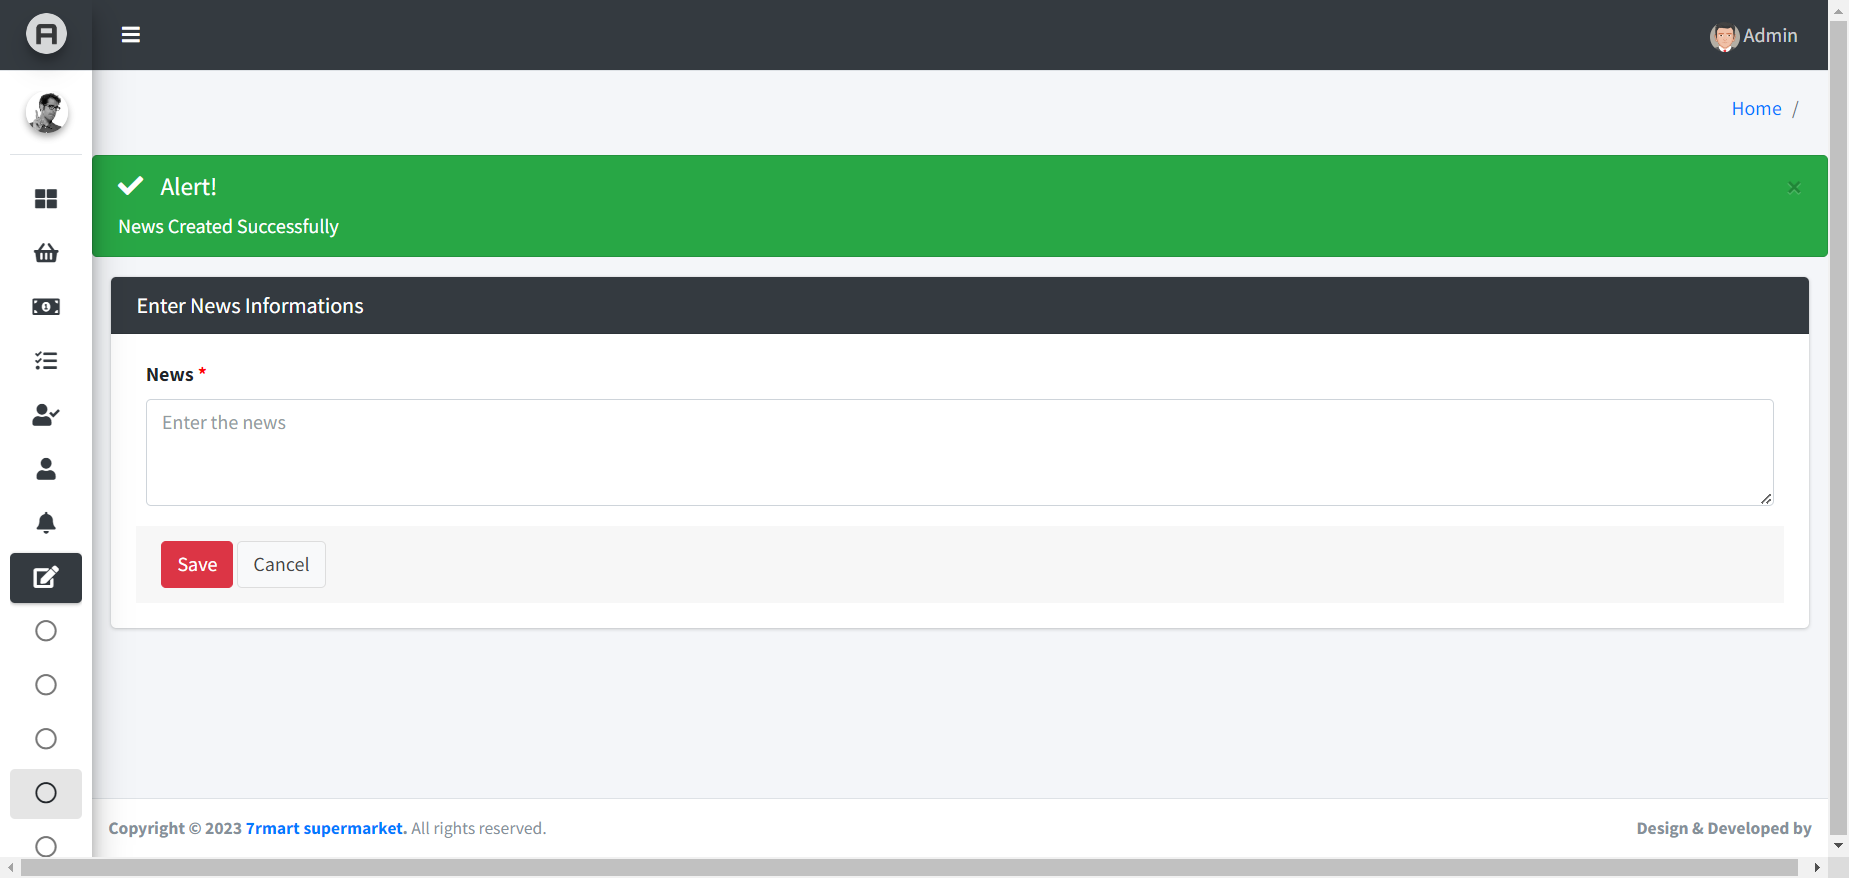 Admin
Home /
Alert!
×
News Created Successfully
Enter News Informations
News *
Enter the news
Save Cancel
Copyright © 2023 7rmart supermarket. All rights reserved.
Design & Developed by